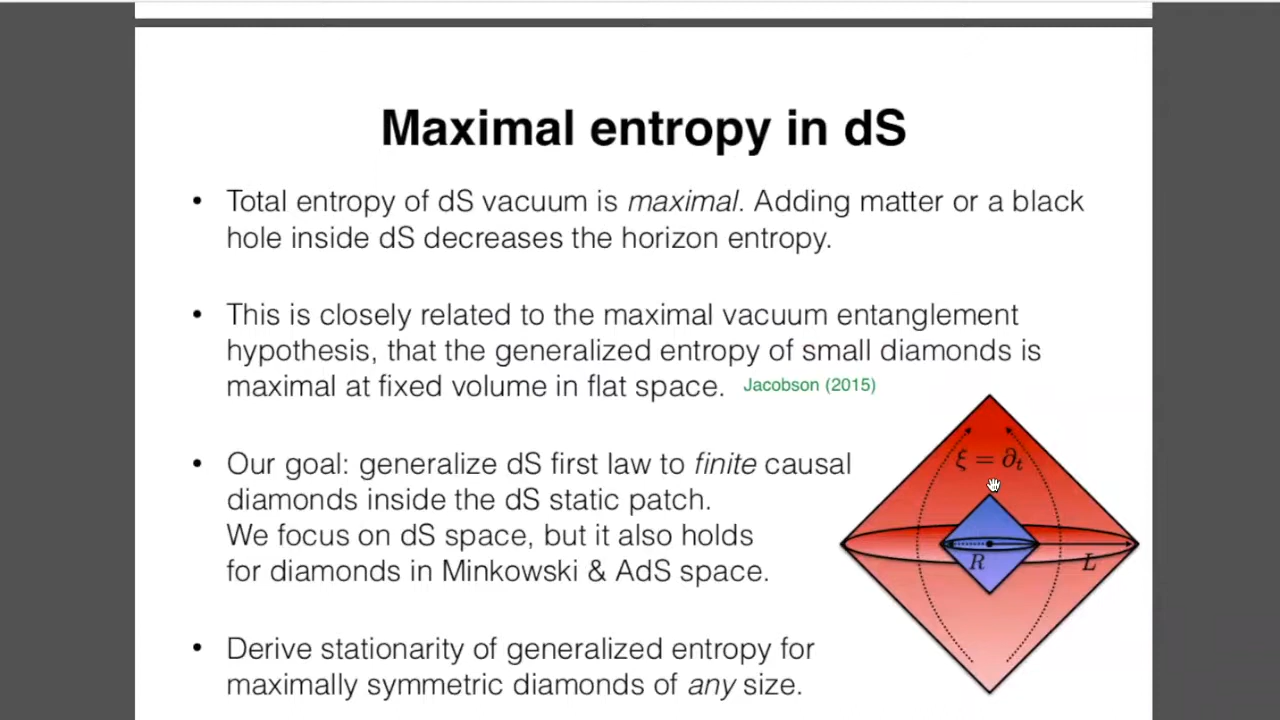 Maximal entropy in dS
• Total entropy of dS vacuum is maximal. Adding matter or a black
hole inside dS decreases the horizon entropy.
• This is closely related to the maximal vacuum entanglement
hypothesis, that the generalized entropy of small diamonds is
maximal at fixed volume in flat space. Jacobson (2015)
• Our goal: generalize dS first law to finite causal
diamonds inside the dS static patch.
We focus on dS space, but it also holds
for diamonds in Minkowski & AdS space.
ξ = ∂t
R
L
• Derive stationarity of generalized entropy for
maximally symmetric diamonds of any size.